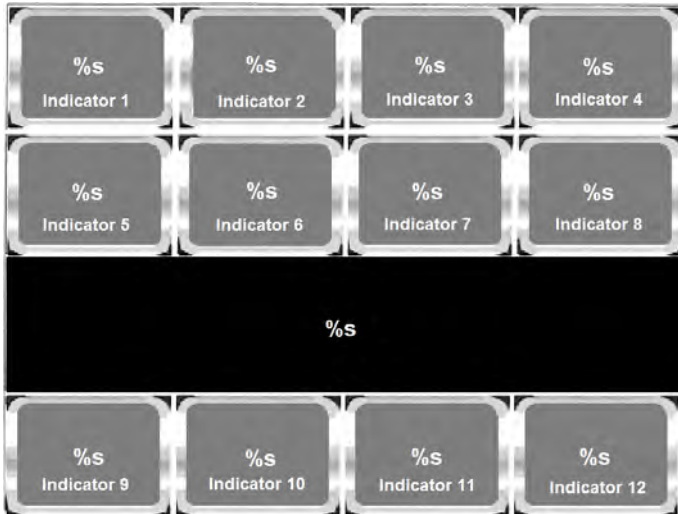 %s %s %s %s
Indicator 1 Indicator 2 Indicator 3 Indicator 4
%s %s %s %s
Indicator 5 Indicator 6 Indicator 7 Indicator 8
%s
%s %s %s %s
Indicator 9 Indicator 10 Indicator 11 Indicator 12